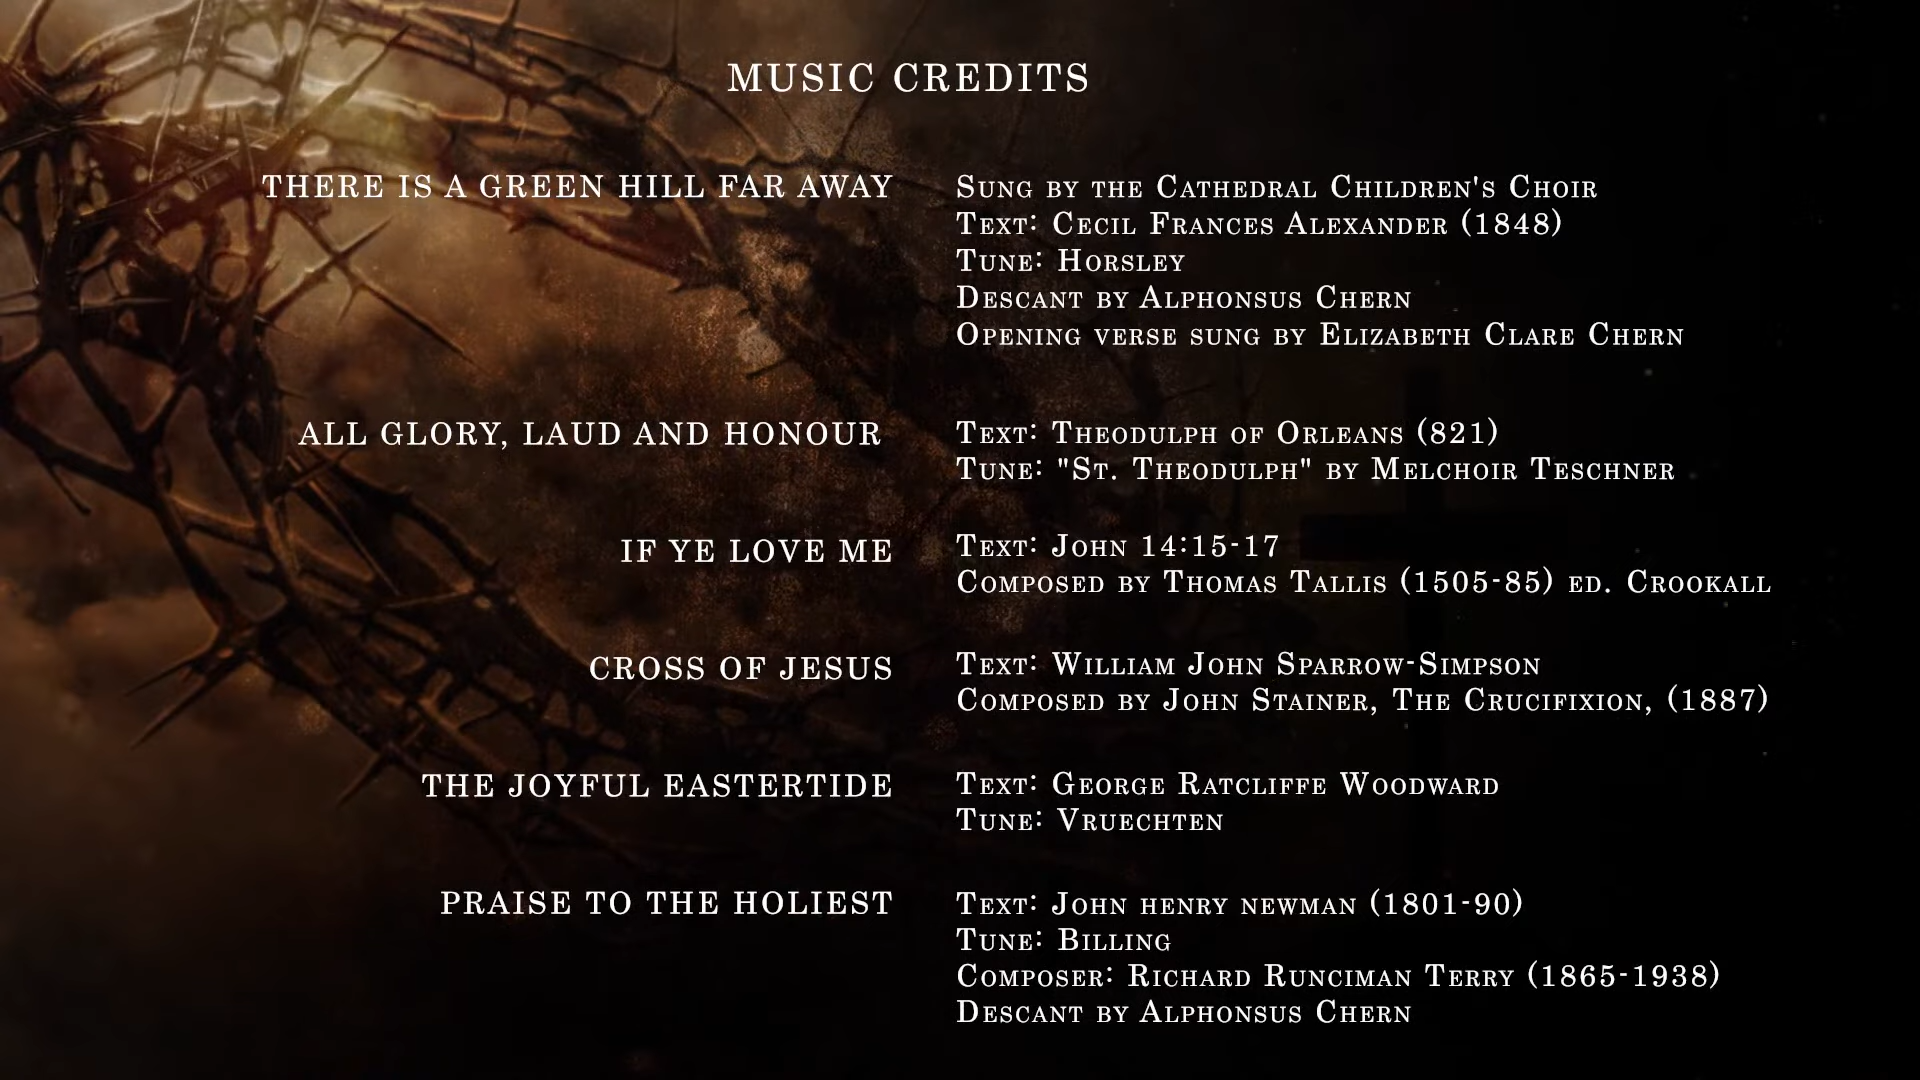 MUSIC CREDITS
THERE IS A GREEN HILL FAR AWAY
Sung by the Cathedral Children's Choir
Text: Cecil Frances Alexander (1848)
Tune: Horsley
Descant by Alphonsus Chern
Opening verse sung by Elizabeth Clare Chern
ALL GLORY, LAUD AND HONOUR
Text: Theodulph of Orleans (821)
Tune: "St. Theodulph" by Melchoir Teschner
IF YE LOVE ME
Text: John 14:15-17
Composed by Thomas Tallis (1505-85) ed. Crookall
CROSS OF JESUS
Text: William John Sparrow-Simpson
Composed by John Stainer, The Crucifixion, (1887)
THE JOYFUL EASTERTIDE
Text: George Ratcliffe Woodward
Tune: Vruechten
PRAISE TO THE HOLIEST
Text: John henry newman (1801-90)
Tune: Billing
Composer: Richard Runciman Terry (1865-1938)
Descant by Alphonsus Chern